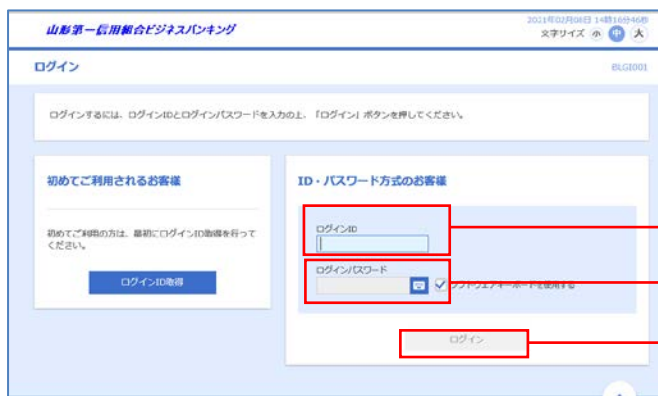 山形第一信用組合ビジネスバンキング
2021年02月08日 14時16分46秒
文字サイズ 小 中 大
ログイン
BLGI001
ログインするには、ログインIDとログインパスワードを入力の上、「ログイン」ボタンを押してください。
初めてご利用されるお客様
初めてご利用の方は、最初にログインID取得を行って
ください。
ログインID取得
ID・パスワード方式のお客様
ログインID
ログインパスワード
ソフトウェアキーボードを使用する
ログイン